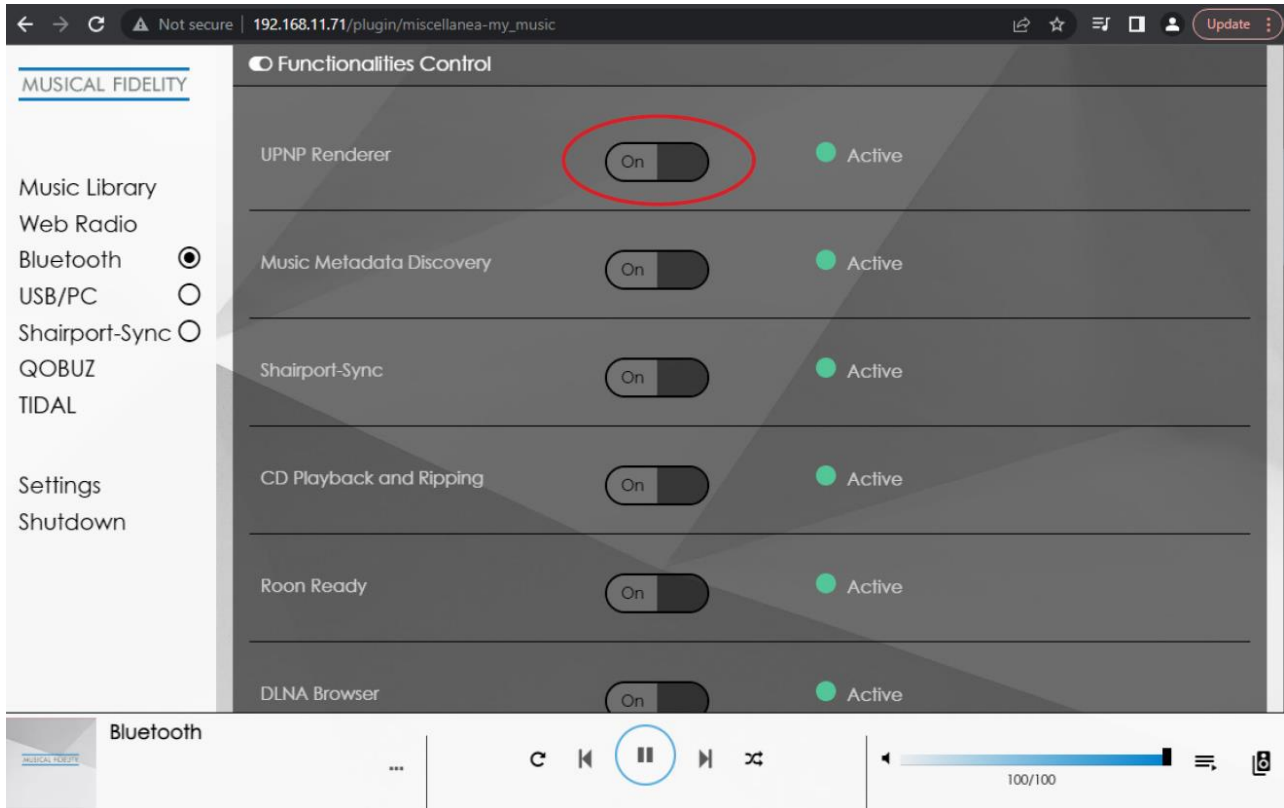 Not secure | 192.168.11.71/plugin/miscellanea-my_music
Update
MUSICAL FIDELITY
Functionalities Control
Music Library
Web Radio
Bluetooth
USB/PC
Shairport-Sync
QOBUZ
TIDAL
Settings
Shutdown
UPNP Renderer On Active
Music Metadata Discovery On Active
Shairport-Sync On Active
CD Playback and Ripping On Active
Roon Ready On Active
DLNA Browser On Active
MUSICAL FIDELITY
Bluetooth
...
100/100